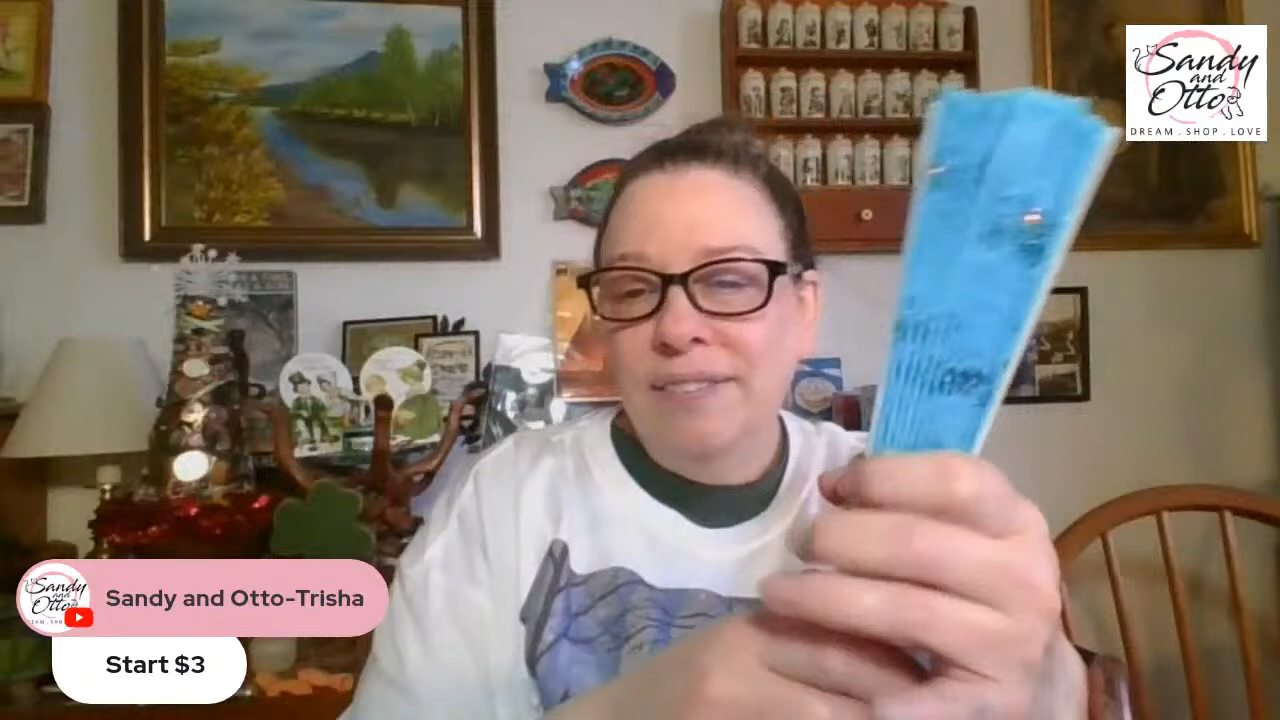 Sandy
and
Otto
DREAM . SHOP . LOVE
Sandy and Otto-Trisha
Start $3